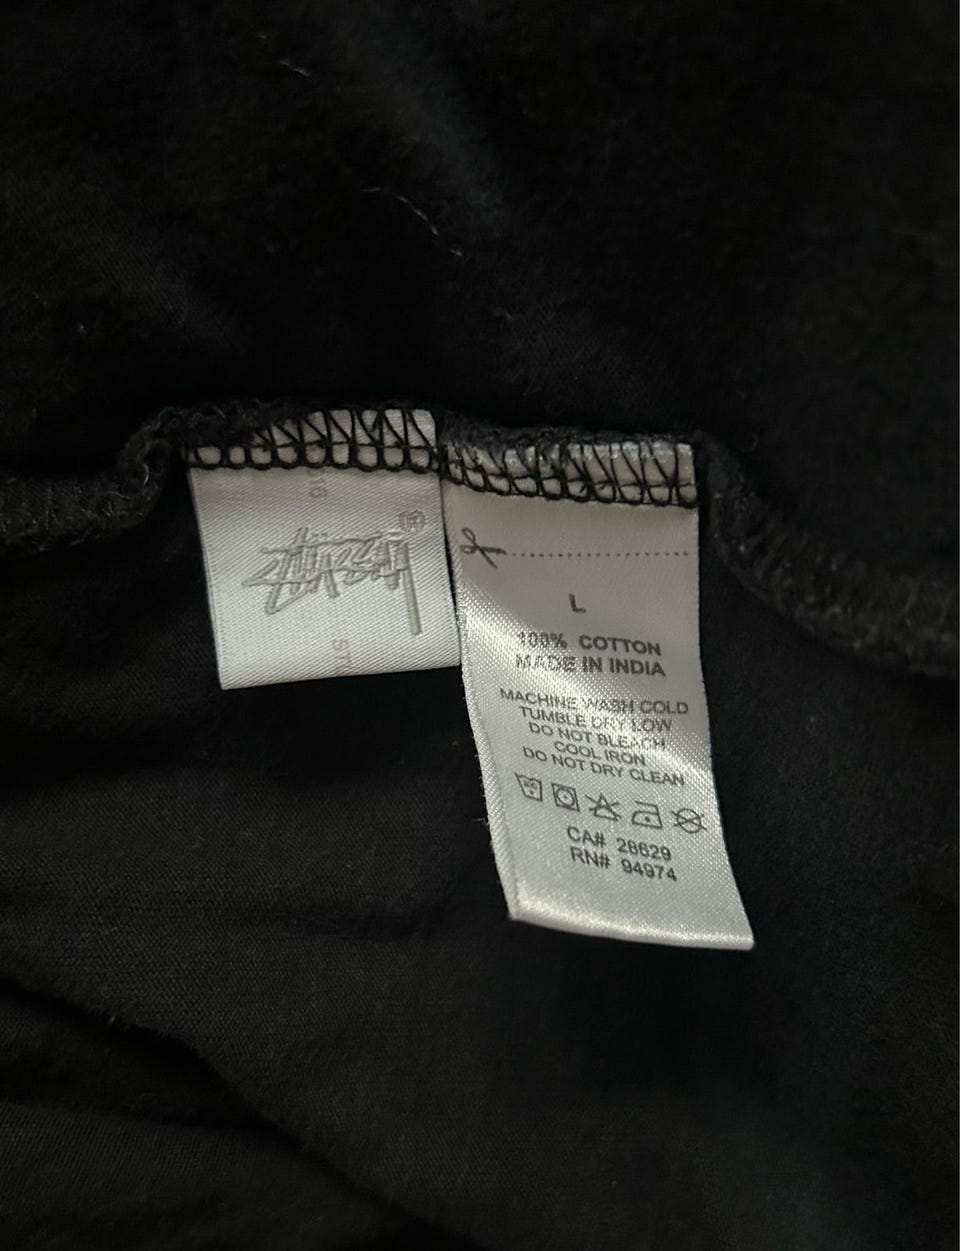 ®
L
100% COTTON
MADE IN INDIA
MACHINE WASH COLD
TUMBLE DRY LOW
DO NOT BLEACH
COOL IRON
DO NOT DRY CLEAN
CA# 28629
RN# 94974